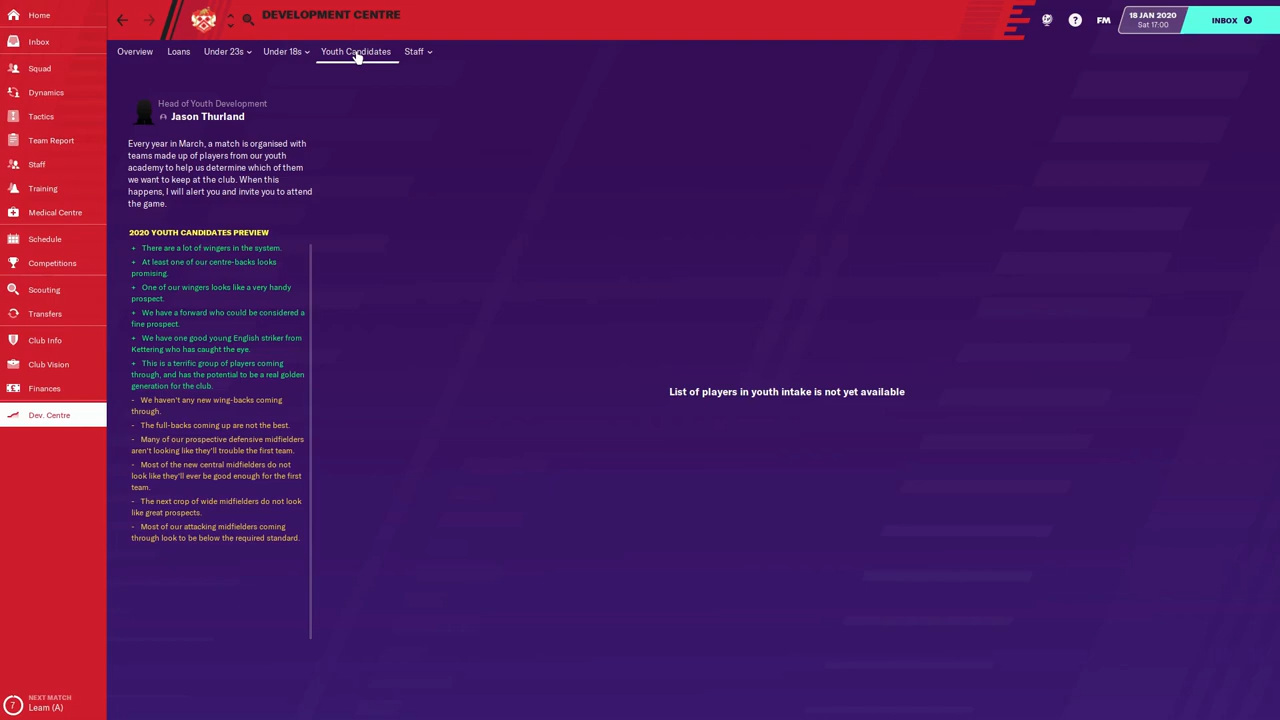 Home
Inbox
Squad
Dynamics
Tactics
Team Report
Staff
Training
Medical Centre
Schedule
Competitions
Scouting
Transfers
Club Info
Club Vision
Finances
Dev. Centre
7
NEXT MATCH
Leam (A)
DEVELOPMENT CENTRE
FM
18 JAN 2020
Sat 17:00
INBOX
Overview
Loans
Under 23s
Under 18s
Youth Candidates
Staff
Head of Youth Development
Jason Thurland
Every year in March, a match is organised with
teams made up of players from our youth
academy to help us determine which of them
we want to keep at the club. When this
happens, I will alert you and invite you to attend
the game.
2020 YOUTH CANDIDATES PREVIEW
+ There are a lot of wingers in the system.
+ At least one of our centre-backs looks
promising.
+ One of our wingers looks like a very handy
prospect.
+ We have a forward who could be considered a
fine prospect.
+ We have one good young English striker from
Kettering who has caught the eye.
+ This is a terrific group of players coming
through, and has the potential to be a real golden
generation for the club.
- We haven't any new wing-backs coming
through.
- The full-backs coming up are not the best.
- Many of our prospective defensive midfielders
aren't looking like they'll trouble the first team.
- Most of the new central midfielders do not
look like they'll ever be good enough for the first
team.
- The next crop of wide midfielders do not look
like great prospects.
- Most of our attacking midfielders coming
through look to be below the required standard.
List of players in youth intake is not yet available